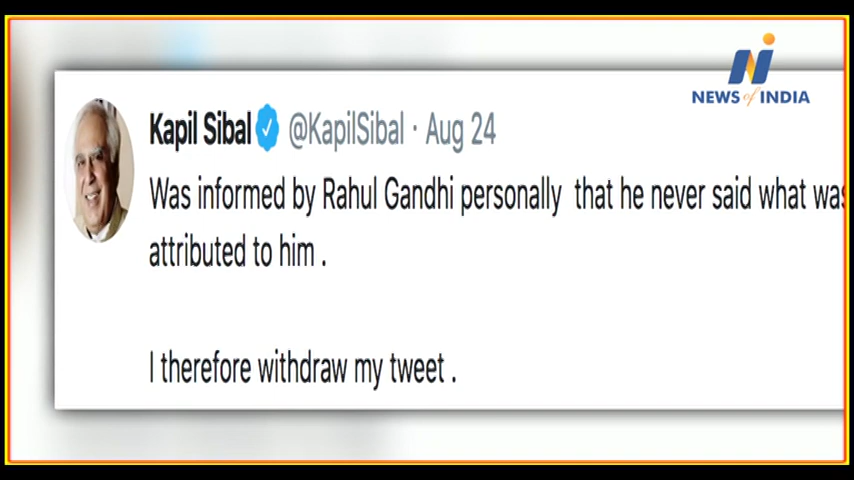 NEWS of INDIA
Kapil Sibal @KapilSibal · Aug 24
Was informed by Rahul Gandhi personally that he never said what was
attributed to him .
I therefore withdraw my tweet .